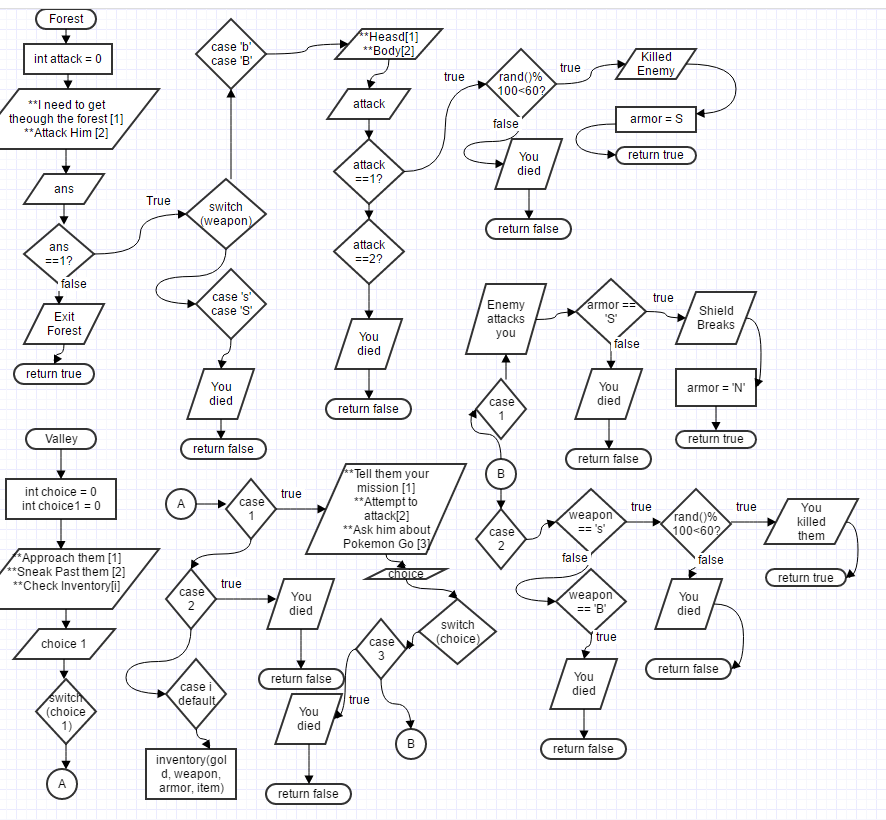 Forest
int attack = 0
**I need to get
theough the forest [1]
**Attack Him [2]
ans
ans
==1?
True
false
Exit
Forest
return true
case 'b'
case 'B'
switch
(weapon)
case 's'
case 'S'
You
died
return false
**Heasd[1]
**Body[2]
attack
attack
==1?
true
attack
==2?
You
died
return false
rand()%
100<60?
true
false
Killed
Enemy
armor = S
return true
You
died
return false
Enemy
attacks
you
armor ==
'S'
true
false
Shield
Breaks
armor = 'N'
return true
You
died
return false
case
1
B
case
2
weapon
== 's'
true
false
rand()%
100<60?
true
false
You
killed
them
return true
You
died
return false
weapon
== 'B'
true
You
died
return false
Valley
int choice = 0
int choice1 = 0
**Approach them [1]
**Sneak Past them [2]
**Check Inventory[i]
choice 1
switch
(choice
1)
A
A
case
1
true
**Tell them your
mission [1]
**Attempt to
attack[2]
**Ask him about
Pokemon Go [3]
choice
switch
(choice)
case
3
true
B
You
died
return false
case
2
true
You
died
return false
case i
default
inventory(gol
d, weapon,
armor, item)